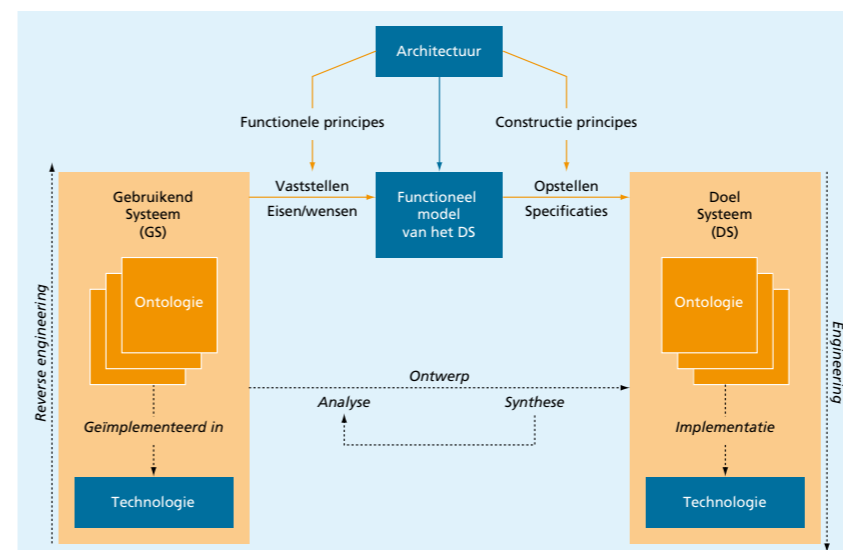 Architectuur
Functionele principes
Constructie principes
Gebruikend
Systeem
(GS)
Vaststellen
Eisen/wensen
Functioneel
model
van het DS
Opstellen
Specificaties
Doel
Systeem
(DS)
Reverse engineering
Ontologie
Ontologie
Engineering
Ontwerp
Analyse
Synthese
Geïmplementeerd in
Implementatie
Technologie
Technologie